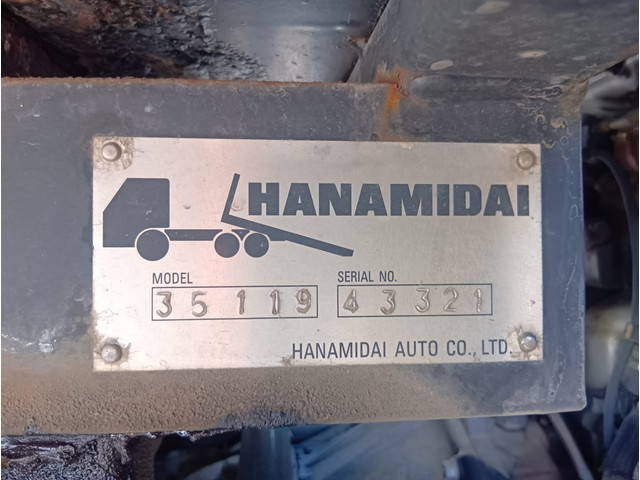 HANAMIDAI
MODEL SERIAL NO.
35119 43321
HANAMIDAI AUTO CO., LTD.